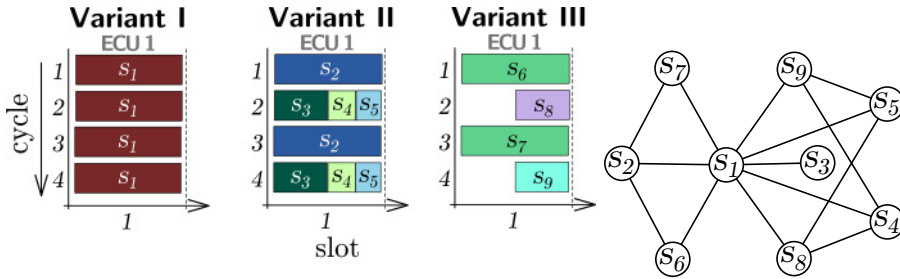 Variant I Variant II Variant III
ECU 1 ECU 1 ECU 1
cycle
1 s1 1 s2 1 s6
2 s1 2 s3 s4 s5 2 s8
3 s1 3 s2 3 s7
4 s1 4 s3 s4 s5 4 s9
1 1 1
slot
s7 s9
s5
s2 s1 s3
s4
s6 s8